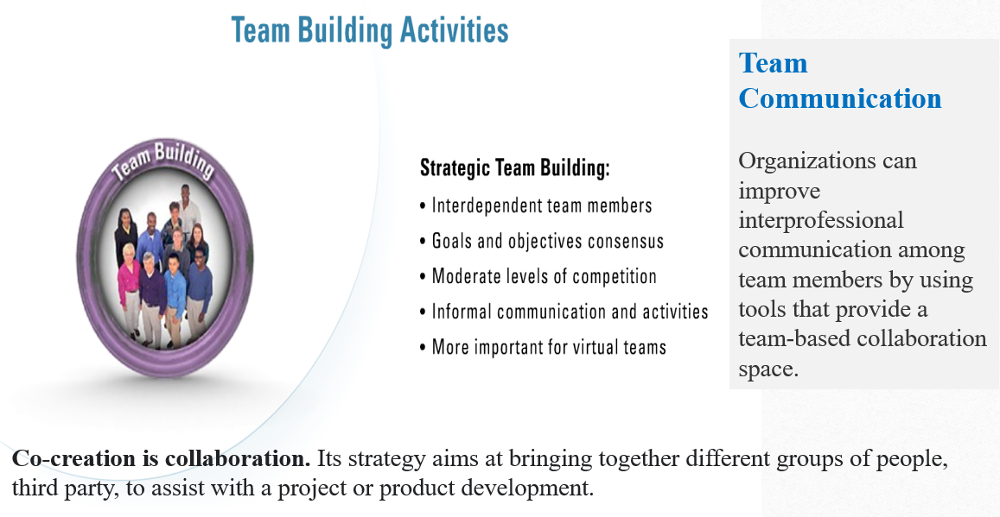 Team Building Activities
Team Building
Strategic Team Building:
• Interdependent team members
• Goals and objectives consensus
• Moderate levels of competition
• Informal communication and activities
• More important for virtual teams
Team
Communication
Organizations can
improve
interprofessional
communication among
team members by using
tools that provide a
team-based collaboration
space.
Co-creation is collaboration. Its strategy aims at bringing together different groups of people,
third party, to assist with a project or product development.